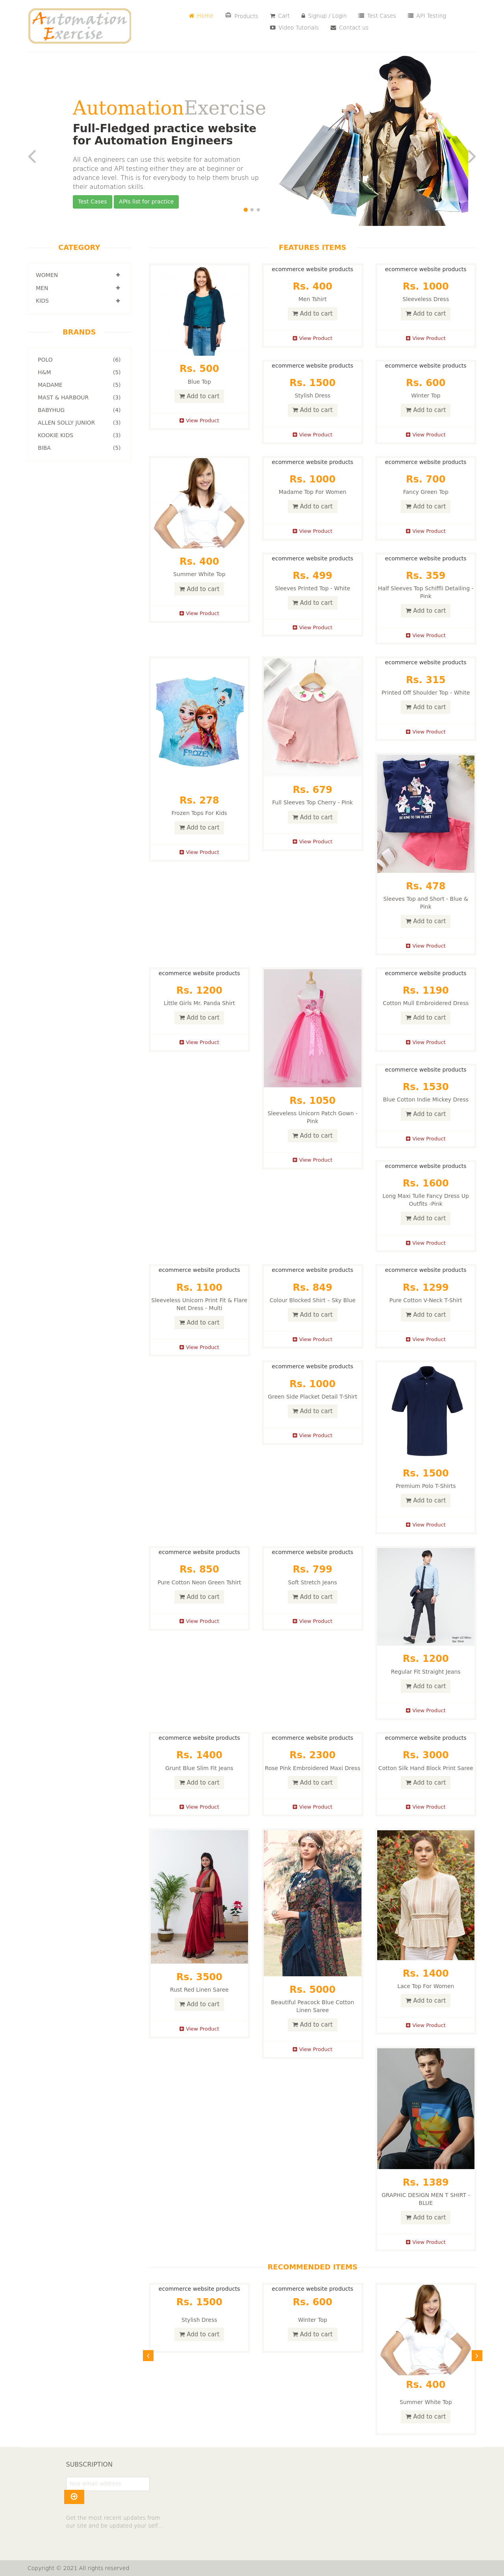 Automation
Exercise
Home
Products
Cart
Signup / Login
Test Cases
API Testing
Video Tutorials
Contact us
AutomationExercise
Full-Fledged practice website
for Automation Engineers
All QA engineers can use this website for automation
practice and API testing either they are at beginner or
advance level. This is for everybody to help them brush up
their automation skills.
Test Cases
APIs list for practice
CATEGORY
WOMEN
MEN
KIDS
BRANDS
POLO (6)
H&M (5)
MADAME (5)
MAST & HARBOUR (3)
BABYHUG (4)
ALLEN SOLLY JUNIOR (3)
KOOKIE KIDS (3)
BIBA (5)
FEATURES ITEMS
Rs. 500
Blue Top
Add to cart
View Product
ecommerce website products
Rs. 400
Men Tshirt
Add to cart
View Product
ecommerce website products
Rs. 1000
Sleeveless Dress
Add to cart
View Product
ecommerce website products
Rs. 1500
Stylish Dress
Add to cart
View Product
ecommerce website products
Rs. 600
Winter Top
Add to cart
View Product
Rs. 400
Summer White Top
Add to cart
View Product
ecommerce website products
Rs. 1000
Madame Top For Women
Add to cart
View Product
ecommerce website products
Rs. 700
Fancy Green Top
Add to cart
View Product
ecommerce website products
Rs. 499
Sleeves Printed Top - White
Add to cart
View Product
ecommerce website products
Rs. 359
Half Sleeves Top Schiffli Detailing -
Pink
Add to cart
View Product
FROZEN
Rs. 278
Frozen Tops For Kids
Add to cart
View Product
Rs. 679
Full Sleeves Top Cherry - Pink
Add to cart
View Product
ecommerce website products
Rs. 315
Printed Off Shoulder Top - White
Add to cart
View Product
Rs. 478
Sleeves Top and Short - Blue &
Pink
Add to cart
View Product
ecommerce website products
Rs. 1200
Little Girls Mr. Panda Shirt
Add to cart
View Product
Rs. 1050
Sleeveless Unicorn Patch Gown -
Pink
Add to cart
View Product
ecommerce website products
Rs. 1190
Cotton Mull Embroidered Dress
Add to cart
View Product
ecommerce website products
Rs. 1530
Blue Cotton Indie Mickey Dress
Add to cart
View Product
ecommerce website products
Rs. 1600
Long Maxi Tulle Fancy Dress Up
Outfits -Pink
Add to cart
View Product
ecommerce website products
Rs. 1100
Sleeveless Unicorn Print Fit & Flare
Net Dress - Multi
Add to cart
View Product
ecommerce website products
Rs. 849
Colour Blocked Shirt – Sky Blue
Add to cart
View Product
ecommerce website products
Rs. 1299
Pure Cotton V-Neck T-Shirt
Add to cart
View Product
ecommerce website products
Rs. 1000
Green Side Placket Detail T-Shirt
Add to cart
View Product
Rs. 1500
Premium Polo T-Shirts
Add to cart
View Product
ecommerce website products
Rs. 850
Pure Cotton Neon Green Tshirt
Add to cart
View Product
ecommerce website products
Rs. 799
Soft Stretch Jeans
Add to cart
View Product
Rs. 1200
Regular Fit Straight Jeans
Add to cart
View Product
ecommerce website products
Rs. 1400
Grunt Blue Slim Fit Jeans
Add to cart
View Product
ecommerce website products
Rs. 2300
Rose Pink Embroidered Maxi Dress
Add to cart
View Product
ecommerce website products
Rs. 3000
Cotton Silk Hand Block Print Saree
Add to cart
View Product
Rs. 3500
Rust Red Linen Saree
Add to cart
View Product
Rs. 5000
Beautiful Peacock Blue Cotton
Linen Saree
Add to cart
View Product
Rs. 1400
Lace Top For Women
Add to cart
View Product
Rs. 1389
GRAPHIC DESIGN MEN T SHIRT -
BLUE
Add to cart
View Product
RECOMMENDED ITEMS
ecommerce website products
Rs. 1500
Stylish Dress
Add to cart
ecommerce website products
Rs. 600
Winter Top
Add to cart
Rs. 400
Summer White Top
Add to cart
SUBSCRIPTION
Your email address
Get the most recent updates from
our site and be updated your self.
Copyright © 2021 All rights reserved